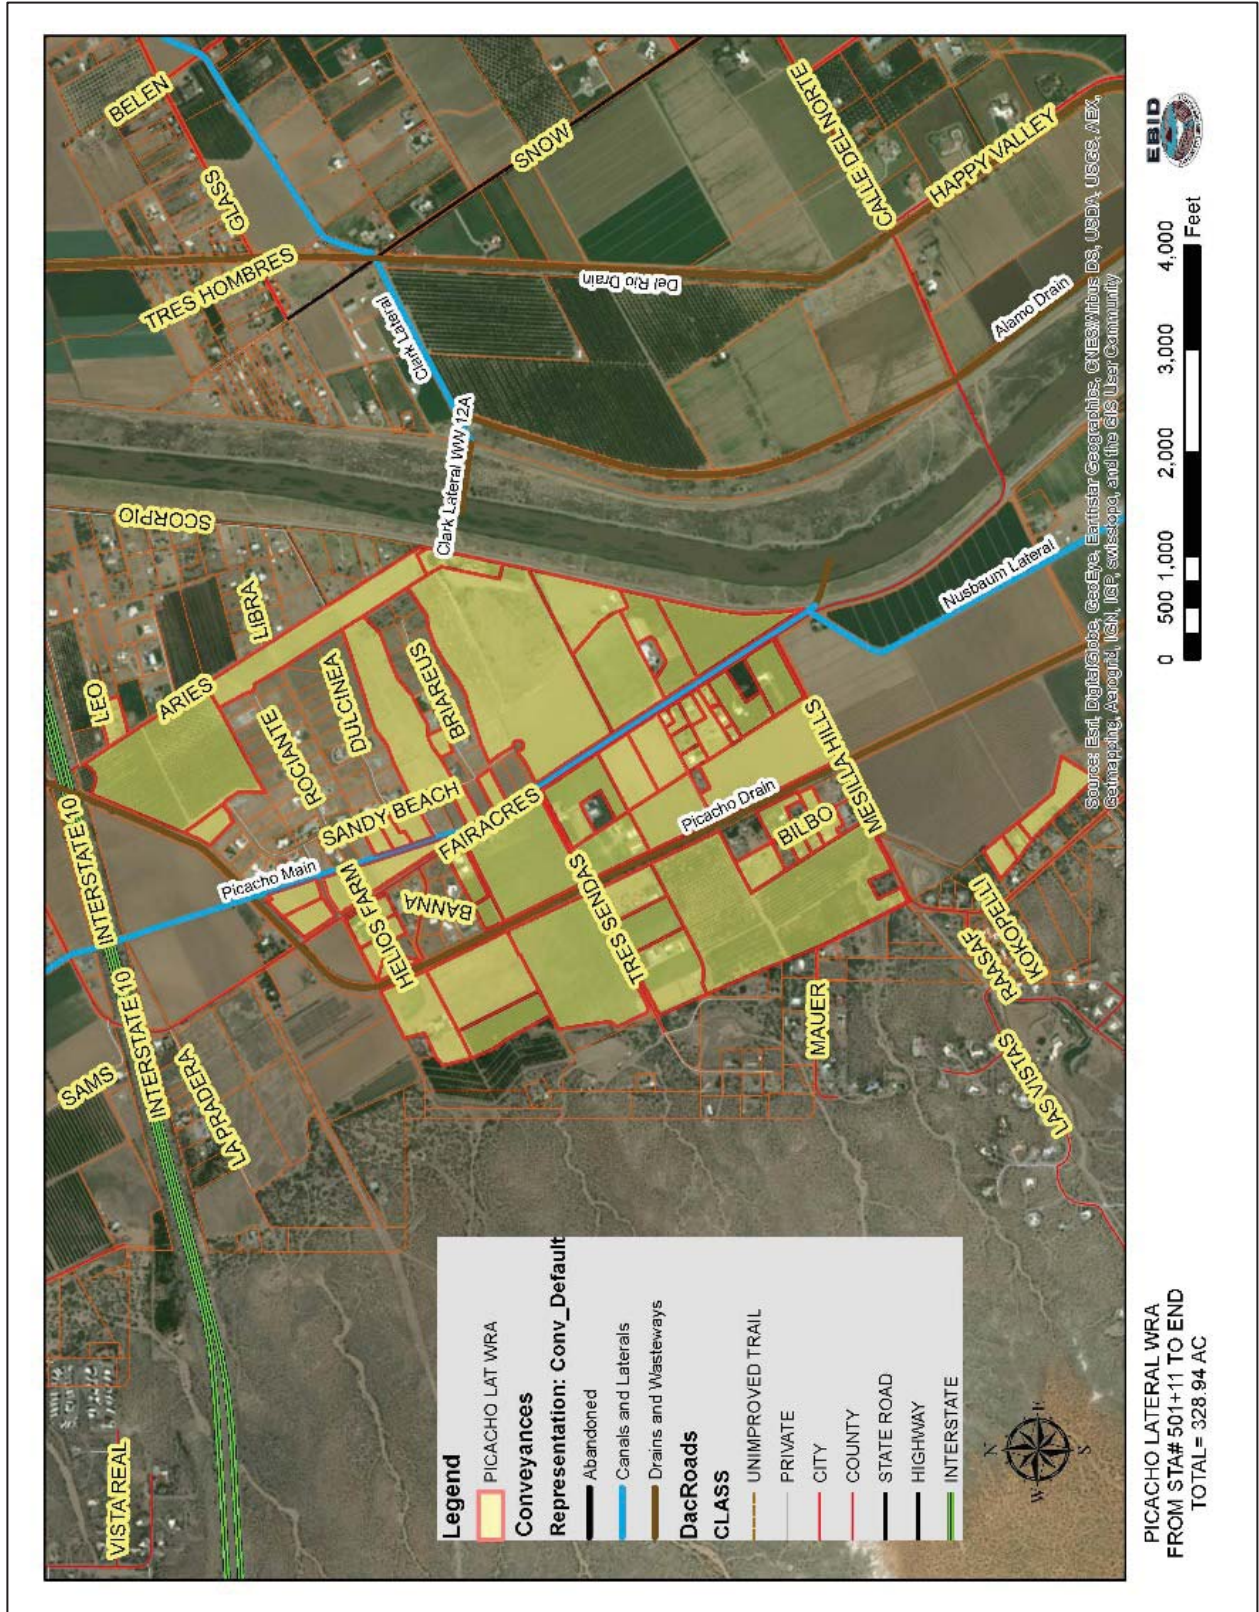 VISTA REAL
SAMS
INTERSTATE 10
INTERSTATE 10
LA PRADERA
Picacho Main
LEO
ARIES
LIBRA
SCORPIO
ROCIANTE
DULCINEA
BRIAREUS
SANDY BEACH
HELIOS FARM
FAIRACRES
BANNA
TRES SENDAS
Picacho Drain
BILBO
MESILLA HILLS
MAUER
RAASAF
KOKOPELLI
LAS VISTAS
BELEN
GLASS
TRES HOMBRES
SNOW
Clark Lateral
Clark Lateral WW 12A
Del Rio Drain
CALLE DEL NORTE
HAPPY VALLEY
Alamo Drain
Nusbaum Lateral
Legend
PICACHO LAT WRA
Conveyances
Representation: Conv_Default
Abandoned
Canals and Laterals
Drains and Wasteways
DacRoads
CLASS
UNIMPROVED TRAIL
PRIVATE
CITY
COUNTY
STATE ROAD
HIGHWAY
INTERSTATE
N
W
E
S
Source: Esri, DigitalGlobe, GeoEye, Earthstar Geographics, CNES/Airbus DS, USDA, USGS, AEX,
Getmapping, Aerogrid, IGN, IGP, swisstopo, and the GIS User Community
PICACHO LATERAL WRA
FROM STA# 501+11 TO END
TOTAL= 328.94 AC
0 500 1,000 2,000 3,000 4,000
Feet
EBID